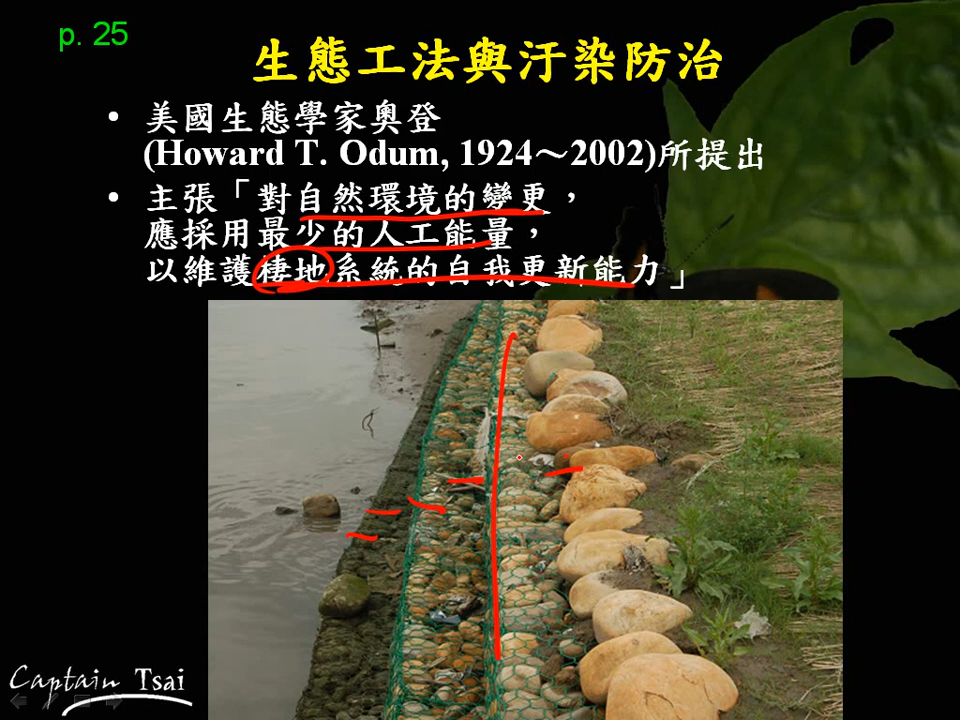 p. 25
生態工法與汙染防治
• 美國生態學家奧登
(Howard T. Odum, 1924～2002)所提出
• 主張「對自然環境的變更，
應採用最少的人工能量，
以維護棲地系統的自我更新能力」
Captain Tsai